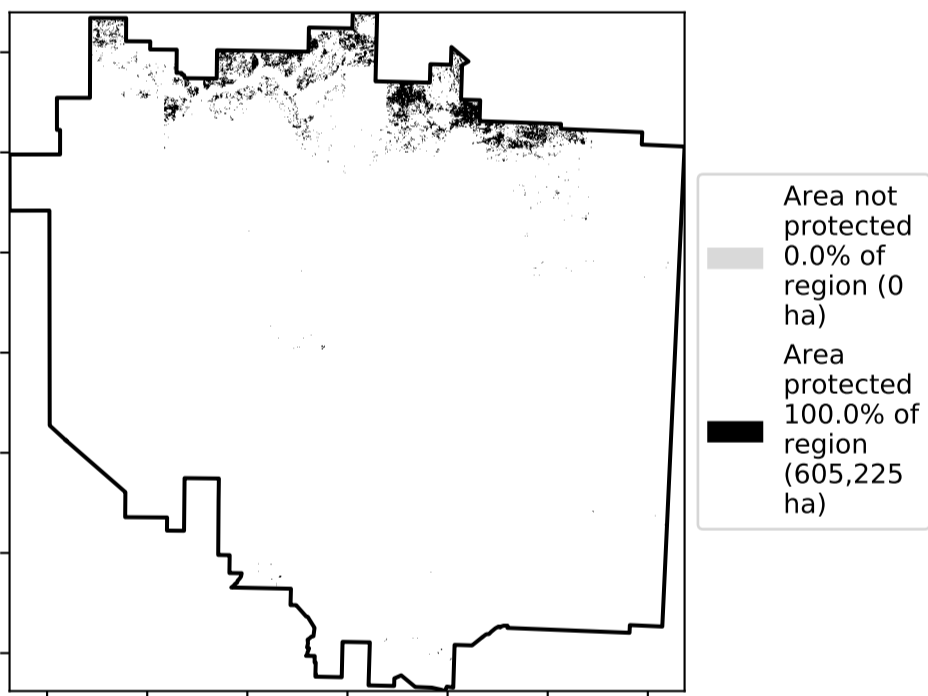 Area not
protected
0.0% of
region (0
ha)
Area
protected
100.0% of
region
(605,225
ha)